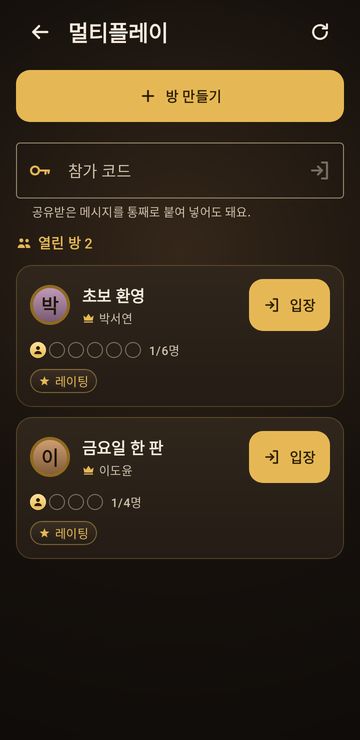 멀티플레이
방 만들기
참가 코드
공유받은 메시지를 통째로 붙여 넣어도 돼요.
열린 방 2
박
초보 환영
박서연
입장
1/6명
레이팅
이
금요일 한 판
이도윤
입장
1/4명
레이팅